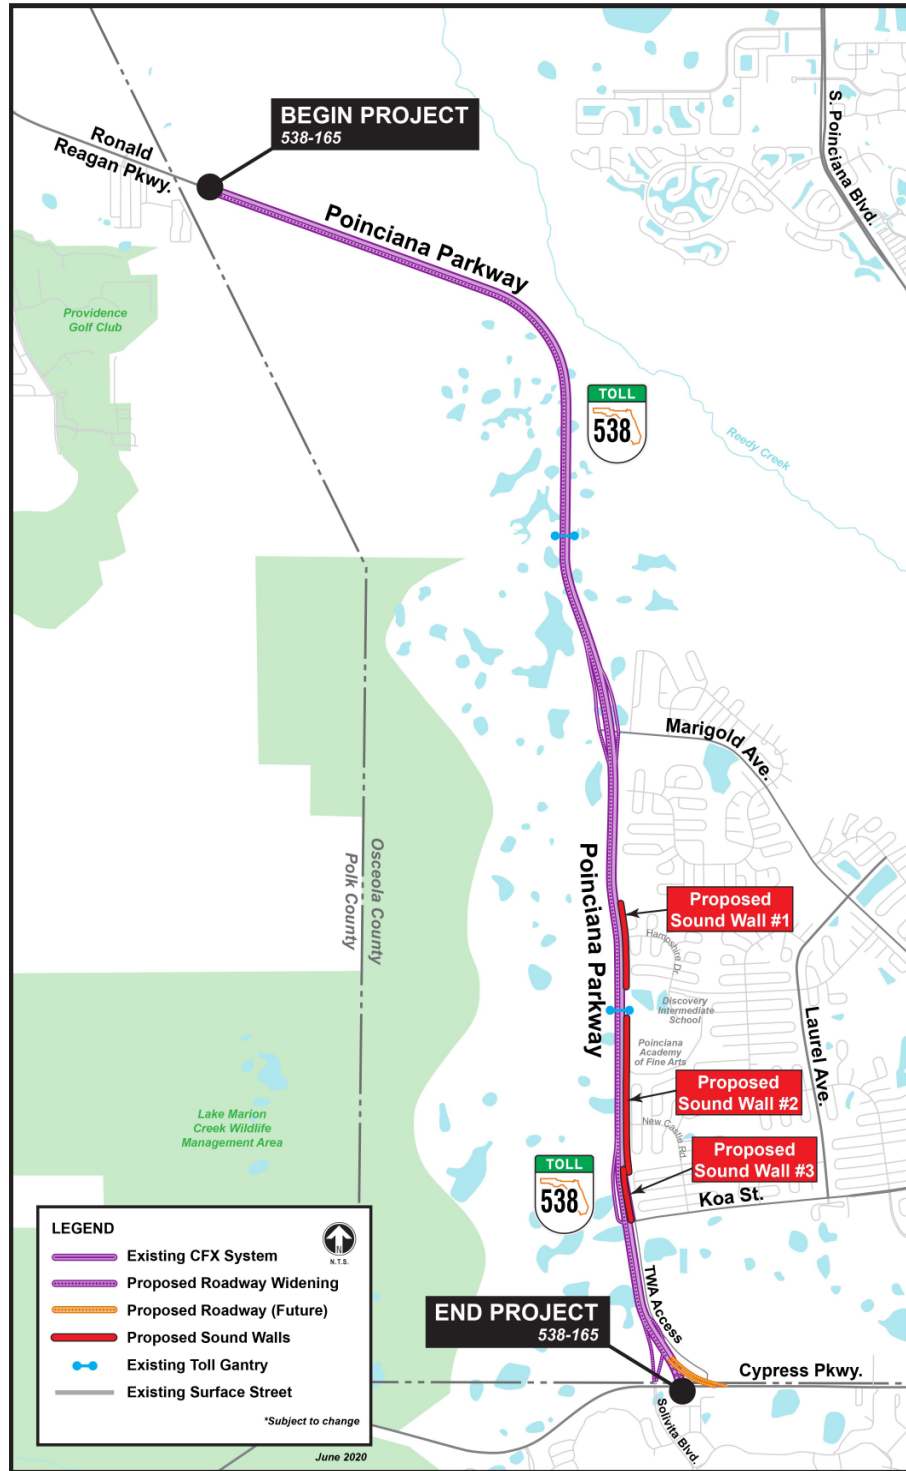 BEGIN PROJECT
538-165
Ronald
Reagan Pkwy.
S. Poinciana Blvd.
Poinciana Parkway
Providence
Golf Club
TOLL
538
Reedy Creek
Marigold Ave.
Osceola County
Polk County
Poinciana Parkway
Proposed
Sound Wall #1
Hampshire Dr.
Discovery
Intermediate
School
Poinciana
Academy
of Fine Arts
Laurel Ave.
Proposed
Sound Wall #2
New Castle Rd.
Proposed
Sound Wall #3
Lake Marion
Creek Wildlife
Management Area
TOLL
538
Koa St.
TWA Access
END PROJECT
538-165
Cypress Pkwy.
Solivita Blvd.
LEGEND
N
N.T.S.
Existing CFX System
Proposed Roadway Widening
Proposed Roadway (Future)
Proposed Sound Walls
Existing Toll Gantry
Existing Surface Street
*Subject to change
June 2020